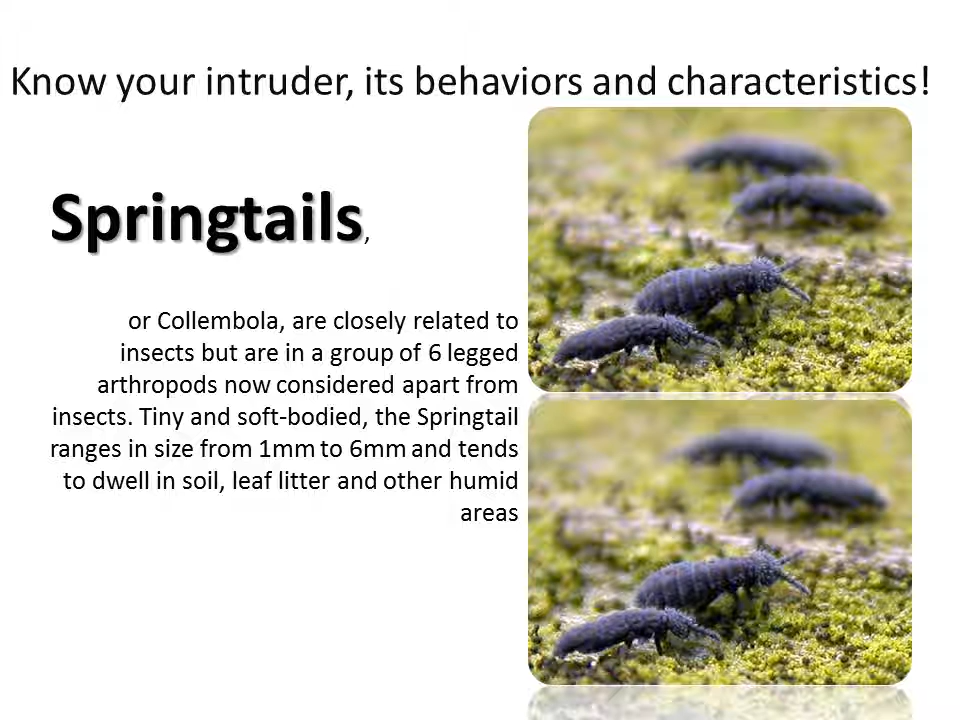 Know your intruder, its behaviors and characteristics!
Springtails,
or Collembola, are closely related to
insects but are in a group of 6 legged
arthropods now considered apart from
insects. Tiny and soft-bodied, the Springtail
ranges in size from 1mm to 6mm and tends
to dwell in soil, leaf litter and other humid
areas